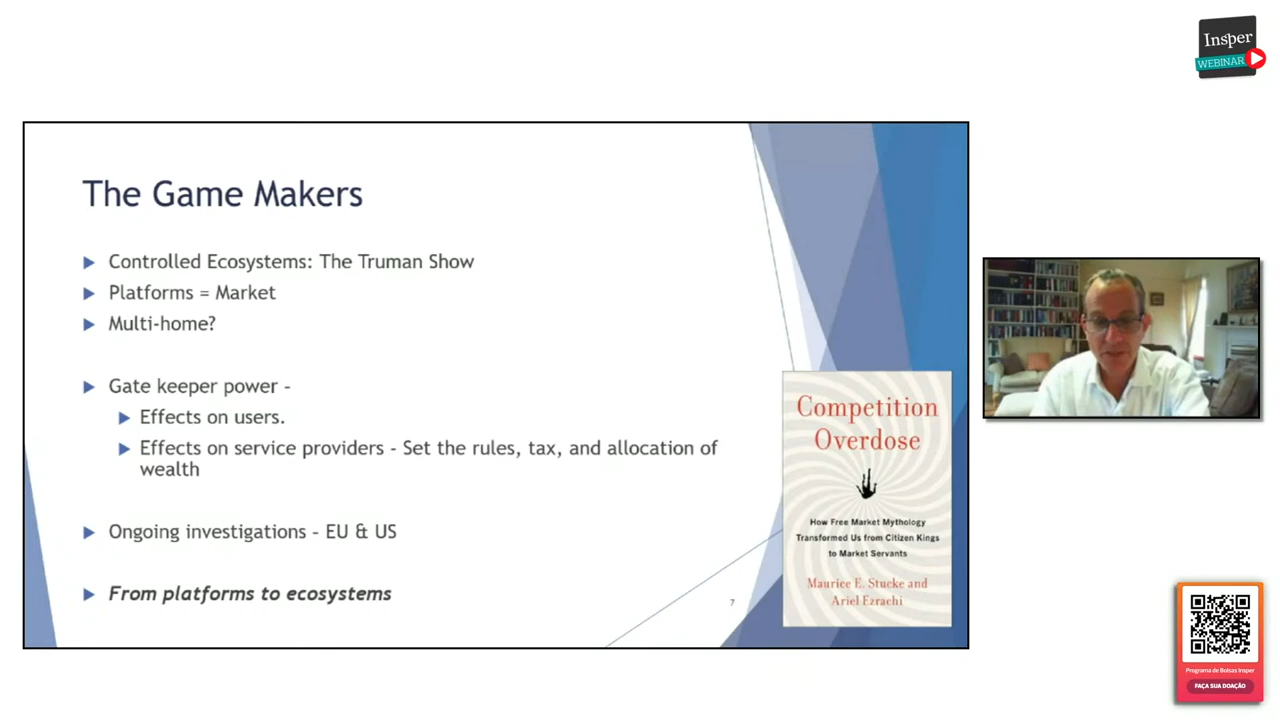 Insper
WEBINAR
The Game Makers
Controlled Ecosystems: The Truman Show
Platforms = Market
Multi-home?
Gate keeper power -
Effects on users.
Effects on service providers - Set the rules, tax, and allocation of
wealth
Ongoing investigations - EU & US
From platforms to ecosystems
7
Competition
Overdose
How Free Market Mythology
Transformed Us from Citizen Kings
to Market Servants
Maurice E. Stucke and
Ariel Ezrachi
Programa de Bolsas Insper
FAÇA SUA DOAÇÃO